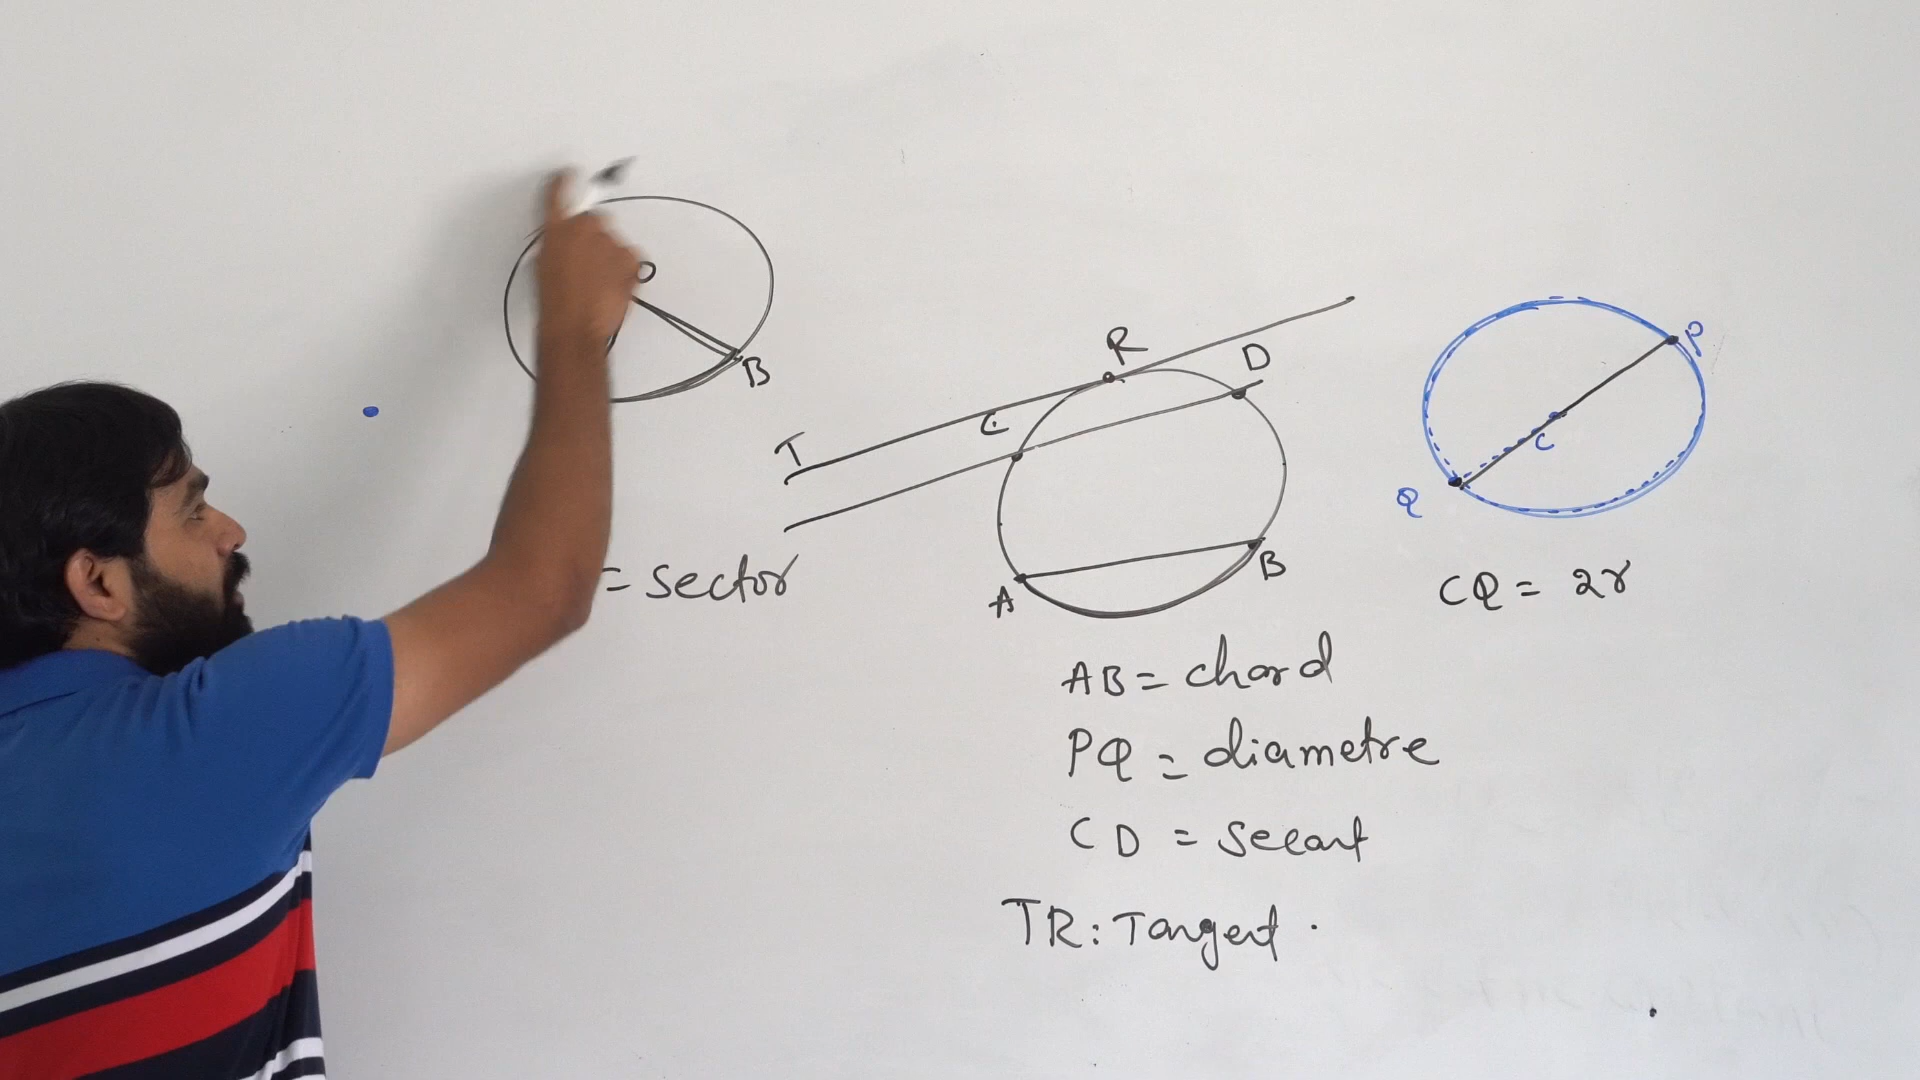 O
B
= sector
T
C
R
D
A
B
P
C
Q
CQ = 2r
AB = chord
PQ = diametre
CD = Secant
TR: Tangent .